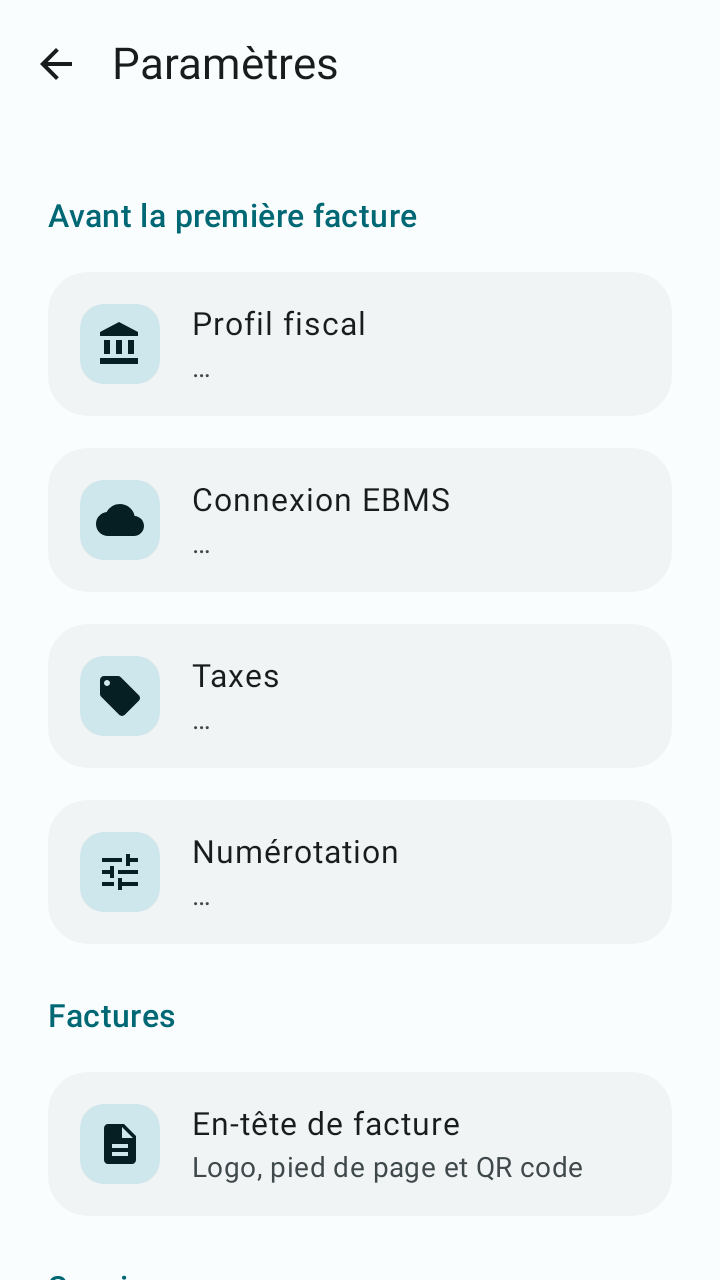 Paramètres
Avant la première facture
Profil fiscal
…
Connexion EBMS
…
Taxes
…
Numérotation
…
Factures
En-tête de facture
Logo, pied de page et QR code